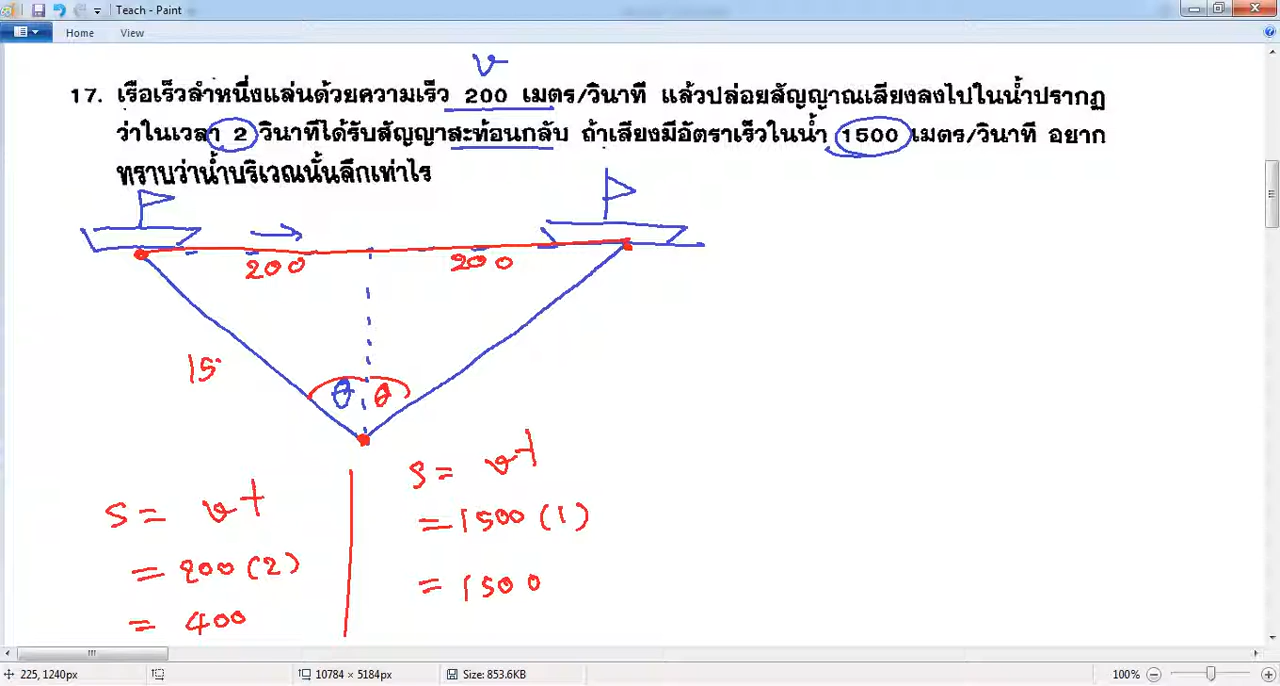 Teach - Paint
Home View
v
17. เรือเร็วลำหนึ่งแล่นด้วยความเร็ว 200 เมตร/วินาที แล้วปล่อยสัญญาณเสียงลงไปในน้ำปรากฏ
ว่าในเวลา 2 วินาทีได้รับสัญญาสะท้อนกลับ ถ้าเสียงมีอัตราเร็วในน้ำ 1500 เมตร/วินาที อยาก
ทราบว่าน้ำบริเวณนั้นลึกเท่าไร
200 200
15
θ θ
S = vt
= 200 (2)
= 400
S = vt
= 1500 (1)
= 1500
225, 1240px 10784 × 5184px Size: 853.6KB 100%